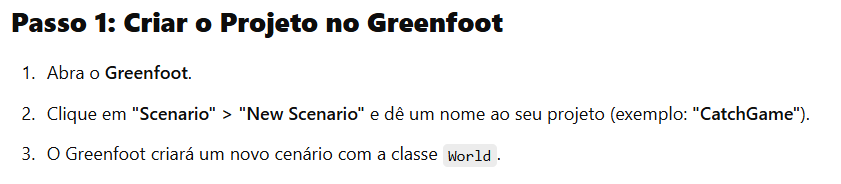 Passo 1: Criar o Projeto no Greenfoot
1. Abra o Greenfoot.
2. Clique em "Scenario" > "New Scenario" e dê um nome ao seu projeto (exemplo: "CatchGame").
3. O Greenfoot criará um novo cenário com a classe World.